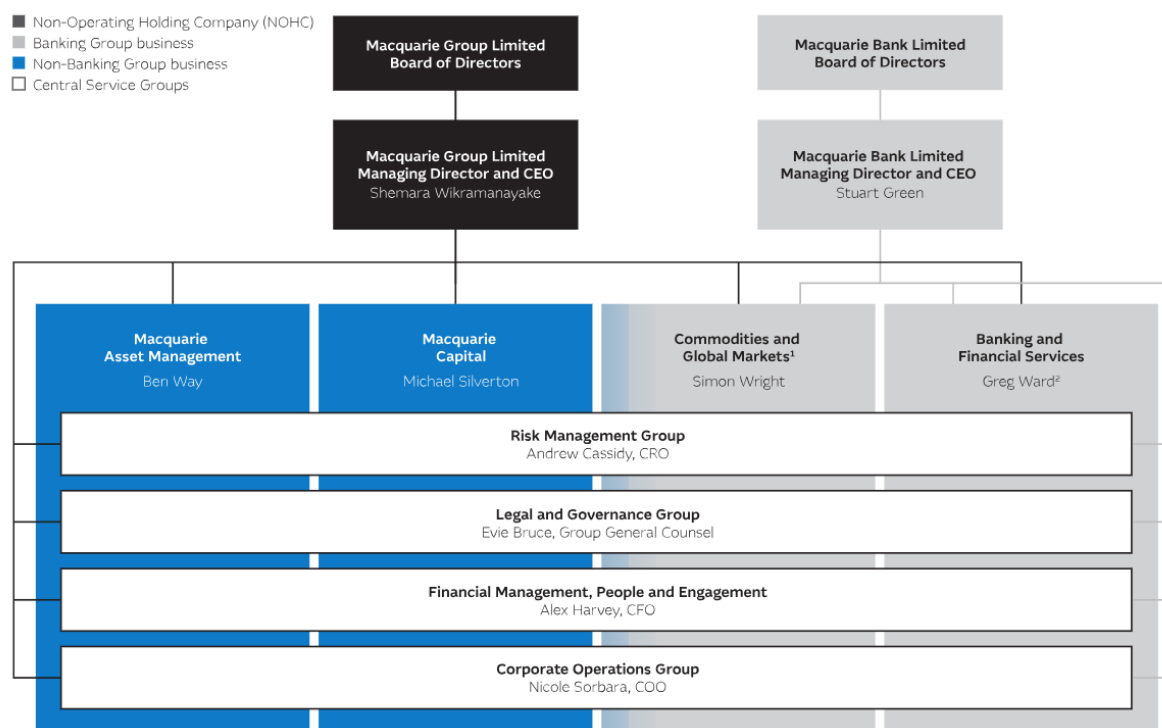 Non-Operating Holding Company (NOHC)
Banking Group business
Non-Banking Group business
Central Service Groups
Macquarie Group Limited
Board of Directors
Macquarie Bank Limited
Board of Directors
Macquarie Group Limited
Managing Director and CEO
Shemara Wikramanayake
Macquarie Bank Limited
Managing Director and CEO
Stuart Green
Macquarie
Asset Management
Ben Way
Macquarie
Capital
Michael Silverton
Commodities and
Global Markets¹
Simon Wright
Banking and
Financial Services
Greg Ward²
Risk Management Group
Andrew Cassidy, CRO
Legal and Governance Group
Evie Bruce, Group General Counsel
Financial Management, People and Engagement
Alex Harvey, CFO
Corporate Operations Group
Nicole Sorbara, COO